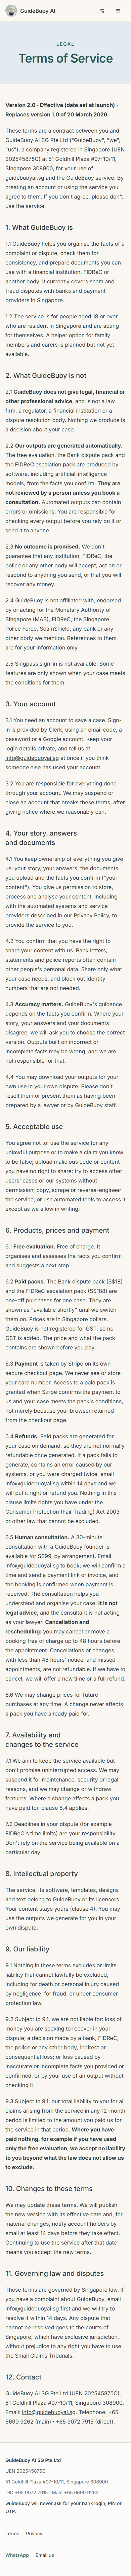 GuideBuoy AI
LEGAL
Terms of Service
Version 2.0 · Effective (date set at launch) ·
Replaces version 1.0 of 20 March 2026
These terms are a contract between you and
GuideBuoy AI SG Pte Ltd ("GuideBuoy", "we",
"us"), a company registered in Singapore (UEN
202545875C) at 51 Goldhill Plaza #07-10/11,
Singapore 308900, for your use of
guidebuoyai.sg and the GuideBuoy service. By
creating an account or using the service you
agree to them. If you don't agree, please don't
use the service.
1. What GuideBuoy is
1.1 GuideBuoy helps you organise the facts of a
complaint or dispute, check them for
consistency, and prepare documents you can
use with a financial institution, FIDReC or
another body. It currently covers scam and
fraud disputes with banks and payment
providers in Singapore.
1.2 The service is for people aged 18 or over
who are resident in Singapore and are acting
for themselves. A helper option for family
members and carers is planned but not yet
available.
2. What GuideBuoy is not
2.1 GuideBuoy does not give legal, financial or
other professional advice, and is not a law
firm, a regulator, a financial adviser or a
dispute resolution body. Nothing we produce is
a decision about your case.
2.2 Our outputs are generated automatically.
The free evaluation, the Bank dispute pack and
the FIDReC escalation pack are produced by
software, including artificial-intelligence
models, from the facts you confirm. They are
not reviewed by a person unless you book a
consultation. Automated outputs can contain
errors and omissions. You are responsible for
checking every output before you rely on it or
send it to anyone.
2.3 No outcome is promised. We don't
guarantee that any institution, FIDReC, the
police or any other body will accept, act on or
respond to anything you send, or that you will
recover any money.
2.4 GuideBuoy is not affiliated with, endorsed
by or acting for the Monetary Authority of
Singapore (MAS), FIDReC, the Singapore
Police Force, ScamShield, any bank or any
other body we mention. References to them
are for your information only.
2.5 Singpass sign-in is not available. Some
features are only shown when your case meets
the conditions for them.
3. Your account
3.1 You need an account to save a case. Sign-
in is provided by Clerk, using an email code, a
password or a Google account. Keep your
login details private, and tell us at
info@guidebuoyai.sg at once if you think
someone else has used your account.
3.2 You are responsible for everything done
through your account. We may suspend or
close an account that breaks these terms, after
giving notice where we reasonably can.
4. Your story, answers
and documents
4.1 You keep ownership of everything you give
us: your story, your answers, the documents
you upload and the facts you confirm ("your
content"). You give us permission to store,
process and analyse your content, including
with the automated systems and service
providers described in our Privacy Policy, to
provide the service to you.
4.2 You confirm that you have the right to
share your content with us. Bank letters,
statements and police reports often contain
other people's personal data. Share only what
your case needs, and block out identity
numbers that are not needed.
4.3 Accuracy matters. GuideBuoy's guidance
depends on the facts you confirm. Where your
story, your answers and your documents
disagree, we will ask you to choose the correct
version. Outputs built on incorrect or
incomplete facts may be wrong, and we are
not responsible for that.
4.4 You may download your outputs for your
own use in your own dispute. Please don't
resell them or present them as having been
prepared by a lawyer or by GuideBuoy staff.
5. Acceptable use
You agree not to: use the service for any
unlawful purpose or to make a claim you know
to be false; upload malicious code or content
you have no right to share; attempt to access
other users' cases or our systems without
permission; copy, scrape or reverse-engineer
the service; or use automated tools to access it
except as we allow in writing.
6. Products, prices and payment
6.1 Free evaluation. Free of charge. It
organises and assesses the facts you confirm
and suggests a next step.
6.2 Paid packs. The Bank dispute pack (S$18)
and the FIDReC escalation pack (S$188) are
one-off purchases for one case. They are
shown as "available shortly" until we switch
them on. Prices are in Singapore dollars.
GuideBuoy is not registered for GST, so no
GST is added. The price and what the pack
contains are shown before you pay.
6.3 Payment is taken by Stripe on its own
secure checkout page. We never see or store
your card number. Access to a paid pack is
granted when Stripe confirms the payment to
us and your case meets the pack's conditions,
not merely because your browser returned
from the checkout page.
6.4 Refunds. Paid packs are generated for
your case on demand, so they are normally not
refundable once generated. If a pack fails to
generate, contains an error caused by our
systems, or you were charged twice, email
info@guidebuoyai.sg within 14 days and we
will put it right or refund you. Nothing in this
clause limits rights you have under the
Consumer Protection (Fair Trading) Act 2003
or other law that cannot be excluded.
6.5 Human consultation. A 30-minute
consultation with a GuideBuoy founder is
available for S$99, by arrangement. Email
info@guidebuoyai.sg to book; we will confirm a
time and send a payment link or invoice, and
the booking is confirmed when payment is
received. The consultation helps you
understand and organise your case. It is not
legal advice, and the consultant is not acting
as your lawyer. Cancellation and
rescheduling: you may cancel or move a
booking free of charge up to 48 hours before
the appointment. Cancellations or changes
with less than 48 hours' notice, and missed
appointments, are not refundable. If we have to
cancel, we will offer a new time or a full refund.
6.6 We may change prices for future
purchases at any time. A change never affects
a pack you have already paid for.
7. Availability and
changes to the service
7.1 We aim to keep the service available but
don't promise uninterrupted access. We may
suspend it for maintenance, security or legal
reasons, and we may change or withdraw
features. Where a change affects a pack you
have paid for, clause 6.4 applies.
7.2 Deadlines in your dispute (for example
FIDReC's time limits) are your responsibility.
Don't rely on the service being available on a
particular day.
8. Intellectual property
The service, its software, templates, designs
and text belong to GuideBuoy or its licensors.
Your content stays yours (clause 4). You may
use the outputs we generate for you in your
own dispute.
9. Our liability
9.1 Nothing in these terms excludes or limits
liability that cannot lawfully be excluded,
including for death or personal injury caused
by negligence, for fraud, or under consumer
protection law.
9.2 Subject to 9.1, we are not liable for: loss of
money you are seeking to recover in your
dispute; a decision made by a bank, FIDReC,
the police or any other body; indirect or
consequential loss; or loss caused by
inaccurate or incomplete facts you provided or
confirmed, or by your use of an output without
checking it.
9.3 Subject to 9.1, our total liability to you for all
claims arising from the service in any 12-month
period is limited to the amount you paid us for
the service in that period. Where you have
paid nothing, for example if you have used
only the free evaluation, we accept no liability
to you beyond what the law does not allow us
to exclude.
10. Changes to these terms
We may update these terms. We will publish
the new version with its effective date and, for
material changes, notify account holders by
email at least 14 days before they take effect.
Continuing to use the service after that date
means you accept the new terms.
11. Governing law and disputes
These terms are governed by Singapore law. If
you have a complaint about GuideBuoy, email
info@guidebuoyai.sg first and we will try to
resolve it within 14 days. Any dispute that
cannot be resolved goes to the courts of
Singapore, which have exclusive jurisdiction,
without prejudice to any right you have to use
the Small Claims Tribunals.
12. Contact
GuideBuoy AI SG Pte Ltd (UEN 202545875C),
51 Goldhill Plaza #07-10/11, Singapore 308900.
Email: info@guidebuoyai.sg. Telephone: +65
6690 9262 (main) · +65 9072 7915 (direct).
GuideBuoy AI SG Pte Ltd
UEN 202545875C
51 Goldhill Plaza #07-10/11, Singapore 308900
DID +65 9072 7915 · Main +65 6690 9262
GuideBuoy will never ask for your bank login, PIN or
OTP.
Terms Privacy
WhatsApp Email us